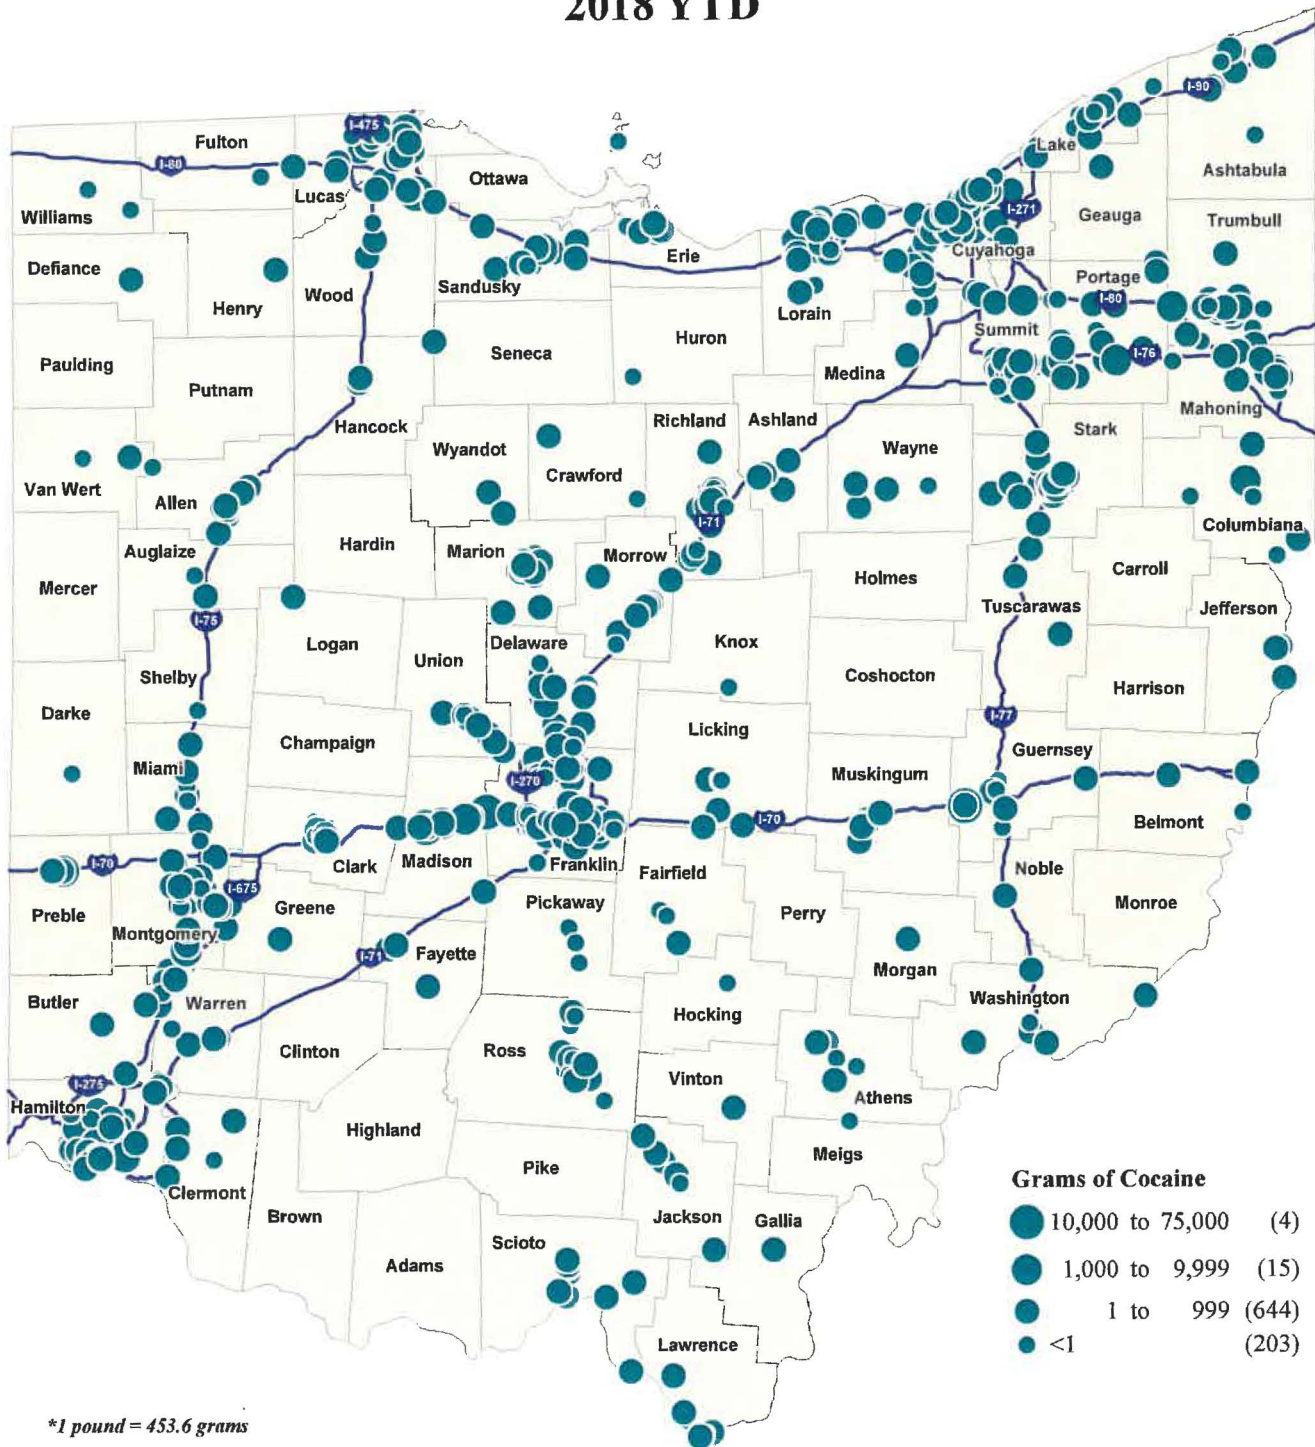 2018 YTD
I-90
I-475
Fulton
Lake
I-80
Ashtabula
Ottawa
Lucas
I-271
Geauga
Williams
Trumbull
Cuyahoga
Erie
Defiance
Portage
Sandusky
Wood
I-80
Henry
Lorain
Summit
Huron
Seneca
I-76
Paulding
Medina
Putnam
Mahoning
Richland
Ashland
Hancock
Stark
Wyandot
Wayne
Crawford
Van Wert
Allen
I-71
Columbiana
Hardin
Auglaize
Marion
Morrow
Carroll
Holmes
Mercer
Tuscarawas
Jefferson
I-75
Logan
Delaware
Knox
Union
Coshocton
Shelby
Harrison
Darke
I-77
Licking
Champaign
Guernsey
Miami
Muskingum
I-270
I-70
Belmont
I-70
Franklin
Madison
Clark
Fairfield
Noble
I-675
Pickaway
Monroe
Greene
Perry
Preble
Montgomery
I-71
Fayette
Morgan
Washington
Butler
Warren
Hocking
Clinton
Ross
Vinton
I-275
Athens
Hamilton
Highland
Meigs
Pike
Grams of Cocaine
Clermont
Brown
Jackson
Gallia
10,000 to 75,000 (4)
Scioto
Adams
1,000 to 9,999 (15)
1 to 999 (644)
Lawrence
<1 (203)
*1 pound = 453.6 grams